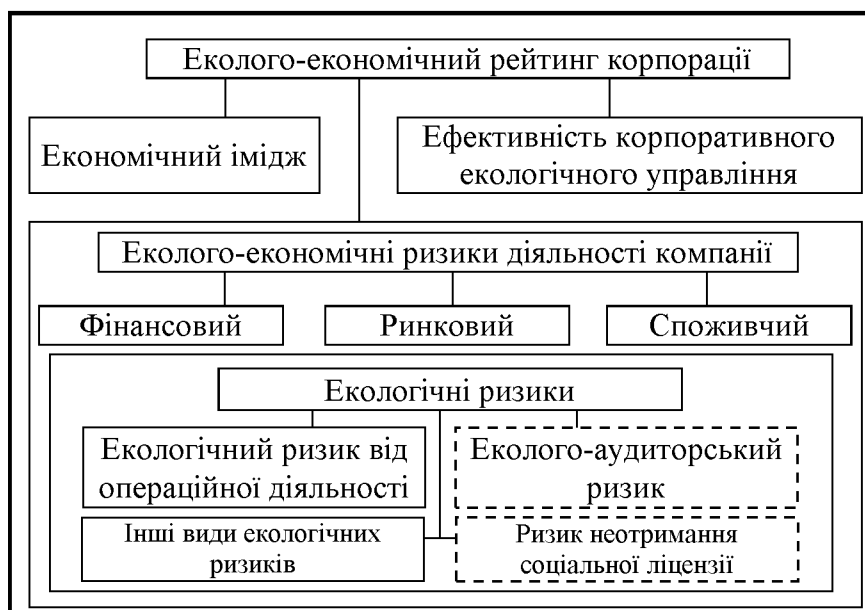 Еколого-економічний рейтинг корпорації
Економічний імідж
Ефективність корпоративного
екологічного управління
Еколого-економічні ризики діяльності компанії
Фінансовий
Ринковий
Споживчий
Екологічні ризики
Екологічний ризик від
операційної діяльності
Еколого-аудиторський
ризик
Інші види екологічних
ризиків
Ризик неотримання
соціальної ліцензії